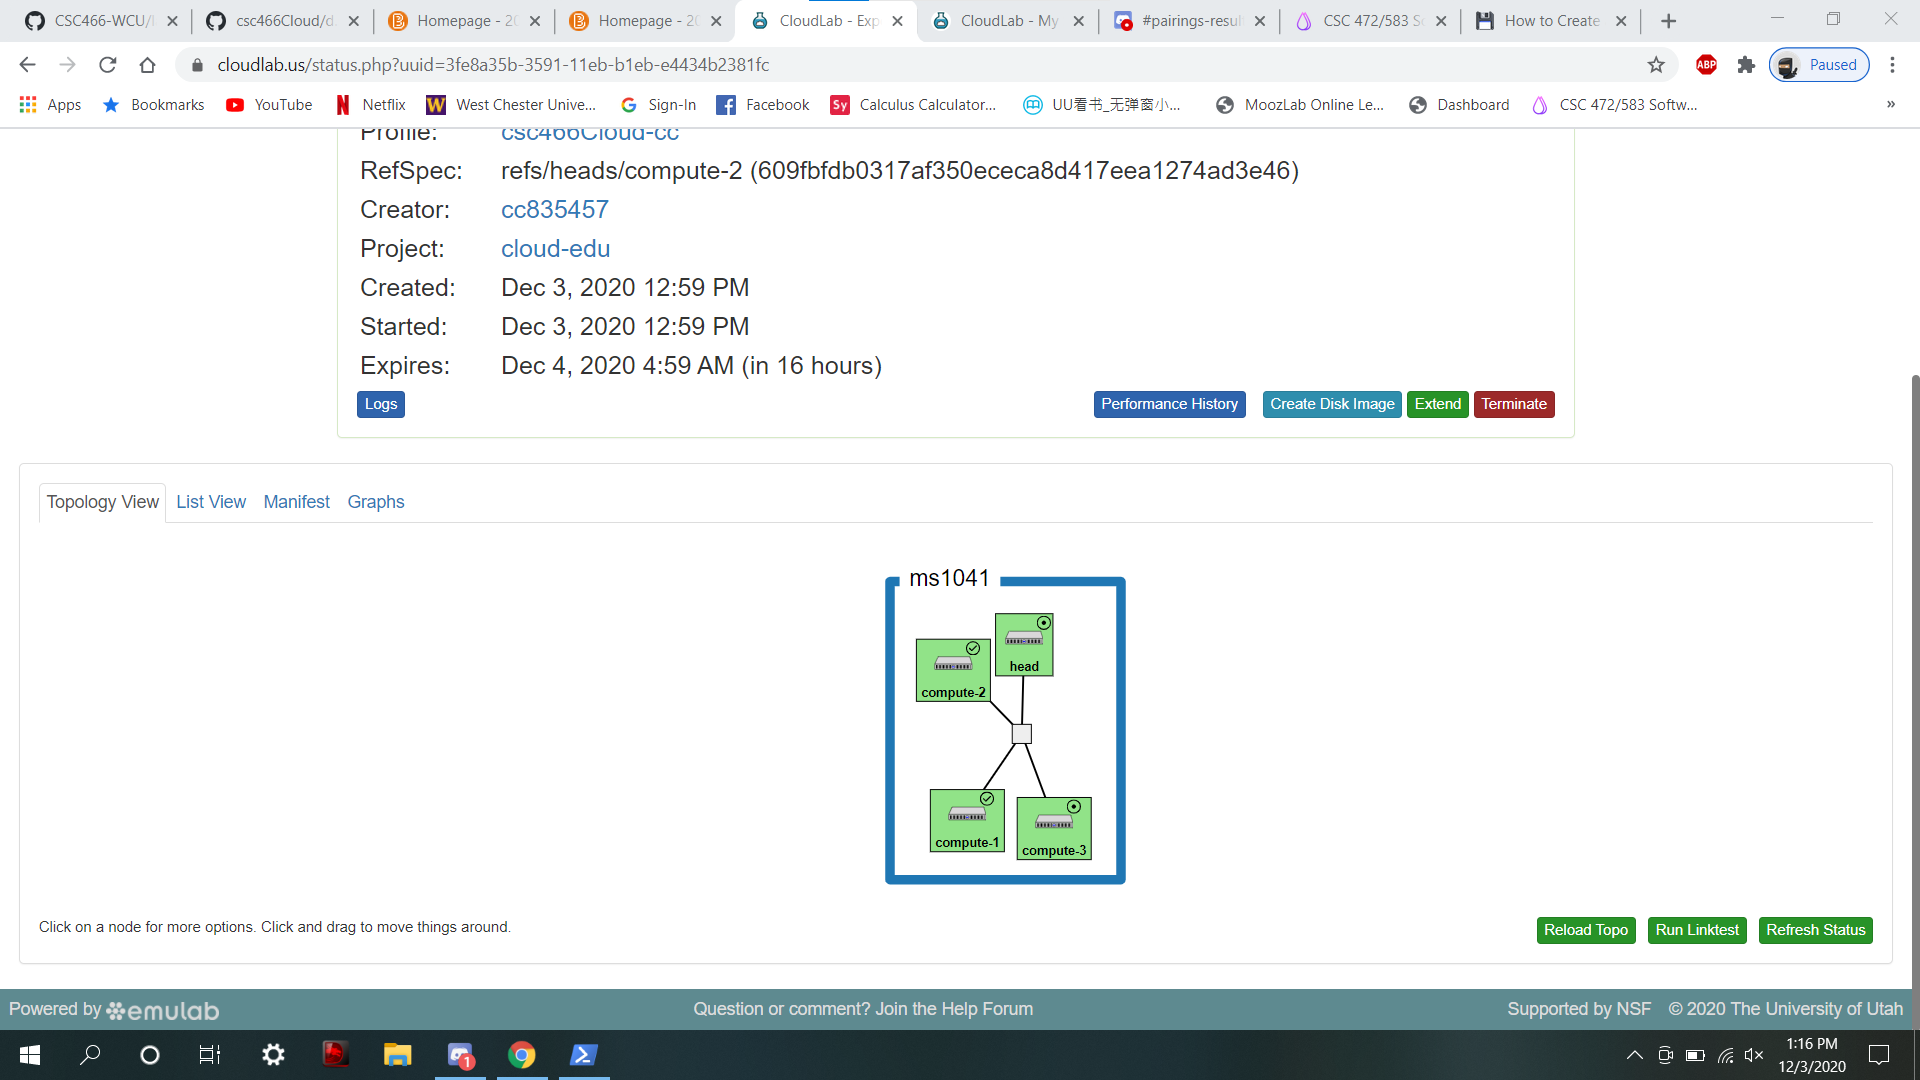 CSC466-WCU/l
csc466Cloud/d
Homepage - 20
Homepage - 20
CloudLab - Exp
CloudLab - My
#pairings-resul
CSC 472/583 S
How to Create
cloudlab.us/status.php?uuid=3fe8a35b-3591-11eb-b1eb-e4434b2381fc
ABP
Paused
Apps
Bookmarks
YouTube
Netflix
West Chester Unive...
Sign-In
Facebook
Sy
Calculus Calculator...
UU看书_无弹窗小...
MoozLab Online Le...
Dashboard
CSC 472/583 Softw...
»
Profile: csc466Cloud-cc
RefSpec: refs/heads/compute-2 (609fbfdb0317af350ececa8d417eea1274ad3e46)
Creator: cc835457
Project: cloud-edu
Created: Dec 3, 2020 12:59 PM
Started: Dec 3, 2020 12:59 PM
Expires: Dec 4, 2020 4:59 AM (in 16 hours)
Logs
Performance History
Create Disk Image
Extend
Terminate
Topology View
List View
Manifest
Graphs
ms1041
head
compute-2
compute-1
compute-3
Click on a node for more options. Click and drag to move things around.
Reload Topo
Run Linktest
Refresh Status
Powered by emulab
Question or comment? Join the Help Forum
Supported by NSF
© 2020 The University of Utah
1
1:16 PM
12/3/2020